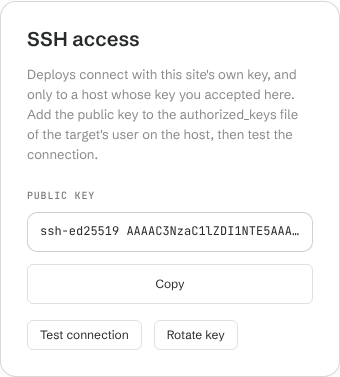 SSH access
Deploys connect with this site's own key, and
only to a host whose key you accepted here.
Add the public key to the authorized_keys file
of the target's user on the host, then test the
connection.
PUBLIC KEY
ssh-ed25519 AAAAC3NzaC1lZDI1NTE5AAA…
Copy
Test connection
Rotate key